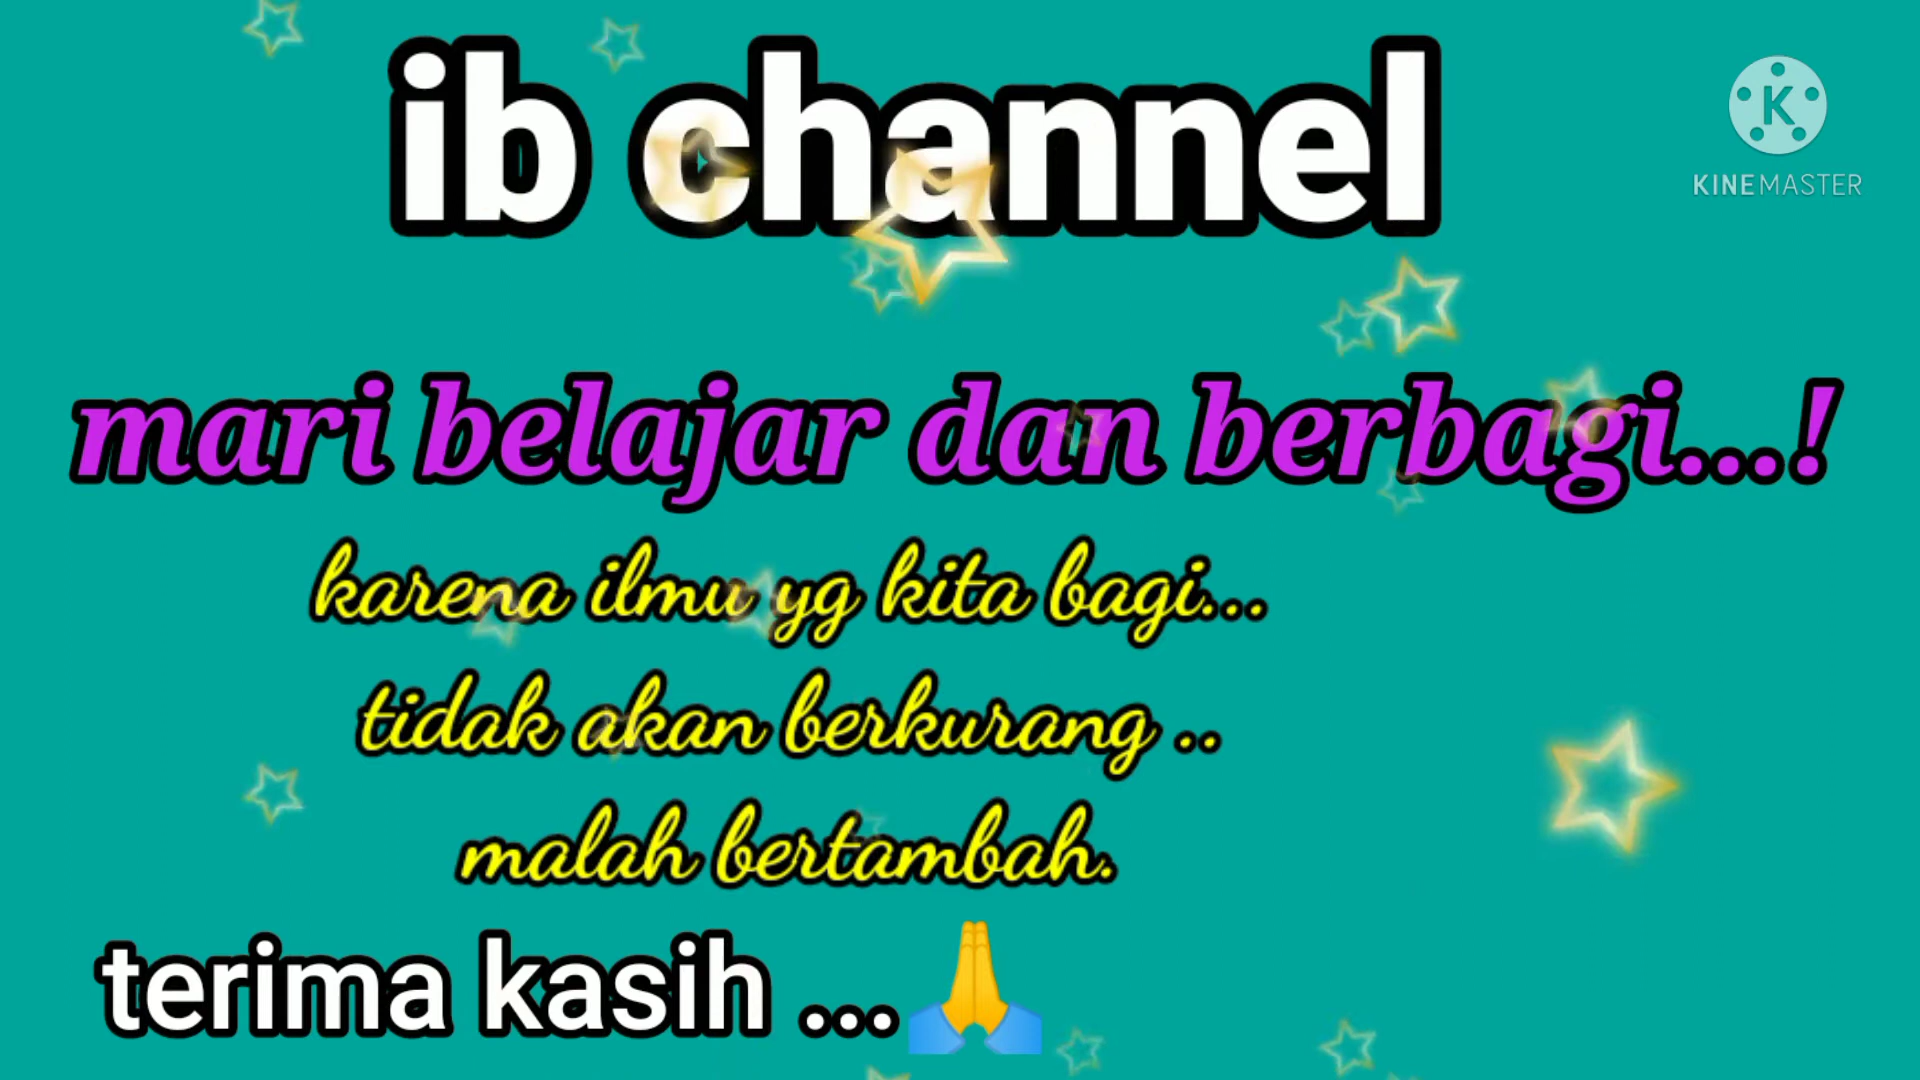 ib channel
KINEMASTER
mari belajar dan berbagi...!
karena ilmu yg kita bagi...
tidak akan berkurang ..
malah bertambah.
terima kasih ...🙏